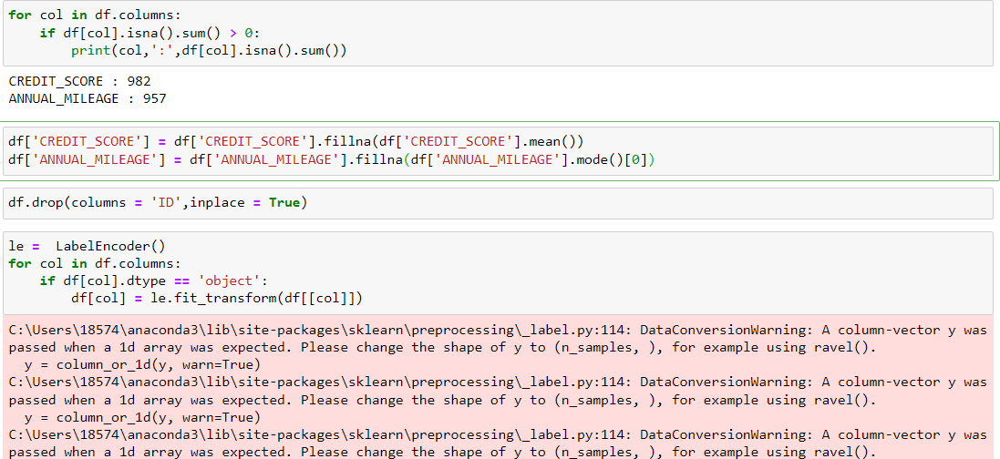 for col in df.columns:
    if df[col].isna().sum() > 0:
        print(col,':',df[col].isna().sum())
CREDIT_SCORE : 982
ANNUAL_MILEAGE : 957
df['CREDIT_SCORE'] = df['CREDIT_SCORE'].fillna(df['CREDIT_SCORE'].mean())
df['ANNUAL_MILEAGE'] = df['ANNUAL_MILEAGE'].fillna(df['ANNUAL_MILEAGE'].mode()[0])
df.drop(columns = 'ID',inplace = True)
le =  LabelEncoder()
for col in df.columns:
    if df[col].dtype == 'object':
        df[col] = le.fit_transform(df[[col]])
C:\Users\18574\anaconda3\lib\site-packages\sklearn\preprocessing\_label.py:114: DataConversionWarning: A column-vector y was
passed when a 1d array was expected. Please change the shape of y to (n_samples, ), for example using ravel().
  y = column_or_1d(y, warn=True)
C:\Users\18574\anaconda3\lib\site-packages\sklearn\preprocessing\_label.py:114: DataConversionWarning: A column-vector y was
passed when a 1d array was expected. Please change the shape of y to (n_samples, ), for example using ravel().
  y = column_or_1d(y, warn=True)
C:\Users\18574\anaconda3\lib\site-packages\sklearn\preprocessing\_label.py:114: DataConversionWarning: A column-vector y was
passed when a 1d array was expected. Please change the shape of y to (n_samples, ), for example using ravel().